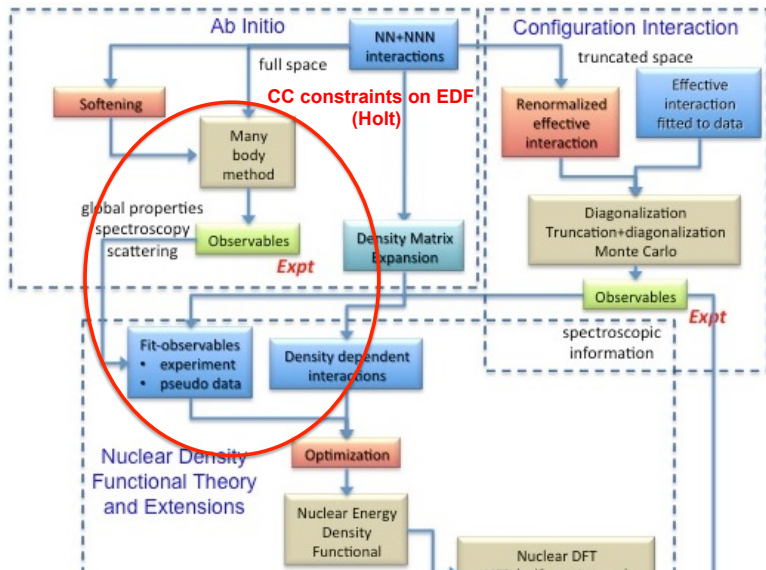 Ab Initio
NN+NNN
interactions
Configuration Interaction
full space
truncated space
Softening
CC constraints on EDF
(Holt)
Many
body
method
Renormalized
effective
interaction
Effective
interaction
fitted to data
global properties
spectroscopy
scattering
Observables
Expt
Density Matrix
Expansion
Diagonalization
Truncation+diagonalization
Monte Carlo
Observables
Expt
spectroscopic
information
Fit-observables
• experiment
• pseudo data
Density dependent
interactions
Nuclear Density
Functional Theory
and Extensions
Optimization
Nuclear Energy
Density
Functional
Nuclear DFT